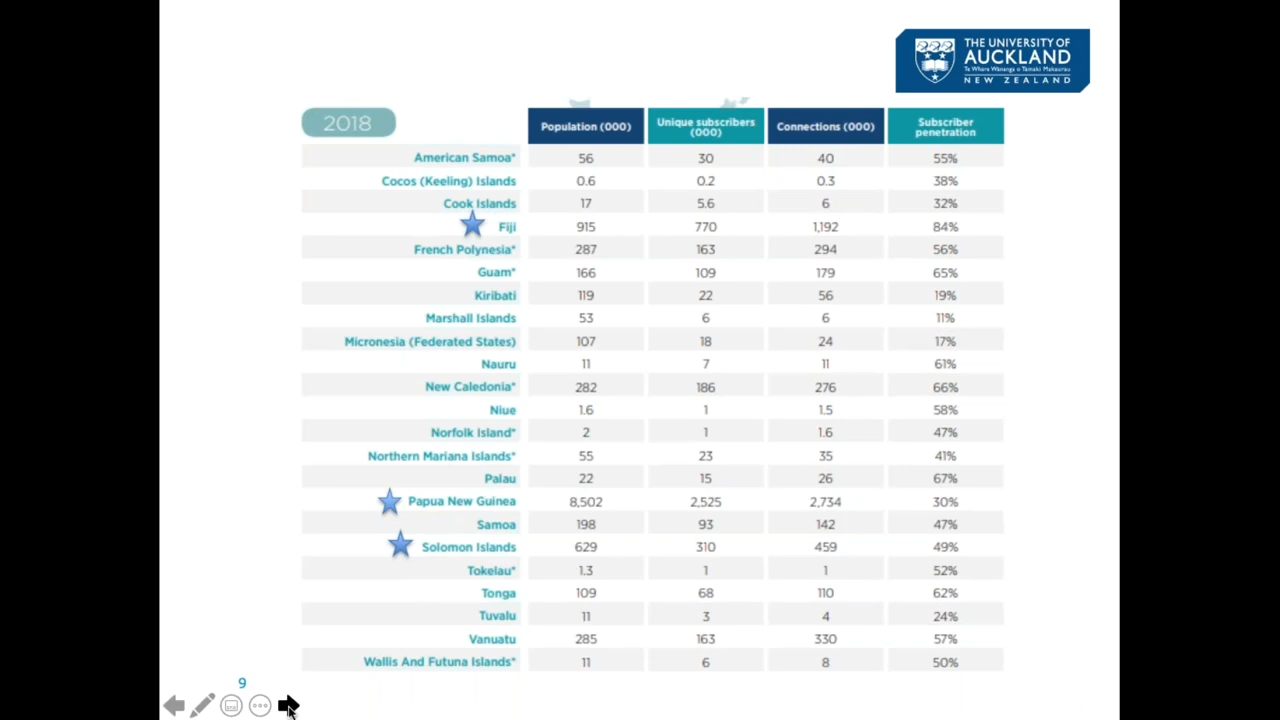 THE UNIVERSITY OF
AUCKLAND
Te Whare Wānanga o Tāmaki Makaurau
NEW ZEALAND
2018 Population (000) Unique subscribers (000) Connections (000) Subscriber penetration
American Samoa* 56 30 40 55%
Cocos (Keeling) Islands 0.6 0.2 0.3 38%
Cook Islands 17 5.6 6 32%
Fiji 915 770 1,192 84%
French Polynesia* 287 163 294 56%
Guam* 166 109 179 65%
Kiribati 119 22 56 19%
Marshall Islands 53 6 6 11%
Micronesia (Federated States) 107 18 24 17%
Nauru 11 7 11 61%
New Caledonia* 282 186 276 66%
Niue 1.6 1 1.5 58%
Norfolk Island* 2 1 1.6 47%
Northern Mariana Islands* 55 23 35 41%
Palau 22 15 26 67%
Papua New Guinea 8,502 2,525 2,734 30%
Samoa 198 93 142 47%
Solomon Islands 629 310 459 49%
Tokelau* 1.3 1 1 52%
Tonga 109 68 110 62%
Tuvalu 11 3 4 24%
Vanuatu 285 163 330 57%
Wallis And Futuna Islands* 11 6 8 50%
9